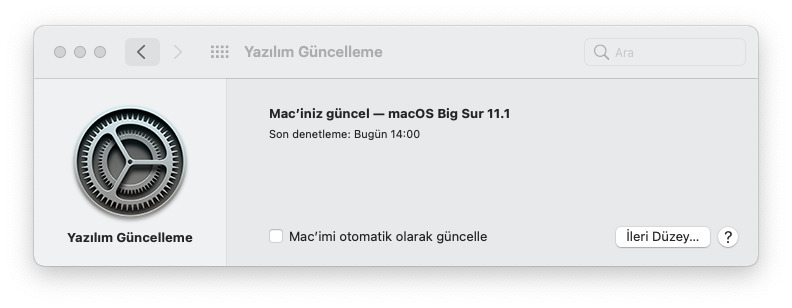 Yazılım Güncelleme
Ara
Mac’iniz güncel — macOS Big Sur 11.1
Son denetleme: Bugün 14:00
Yazılım Güncelleme
Mac’imi otomatik olarak güncelle
İleri Düzey...
?